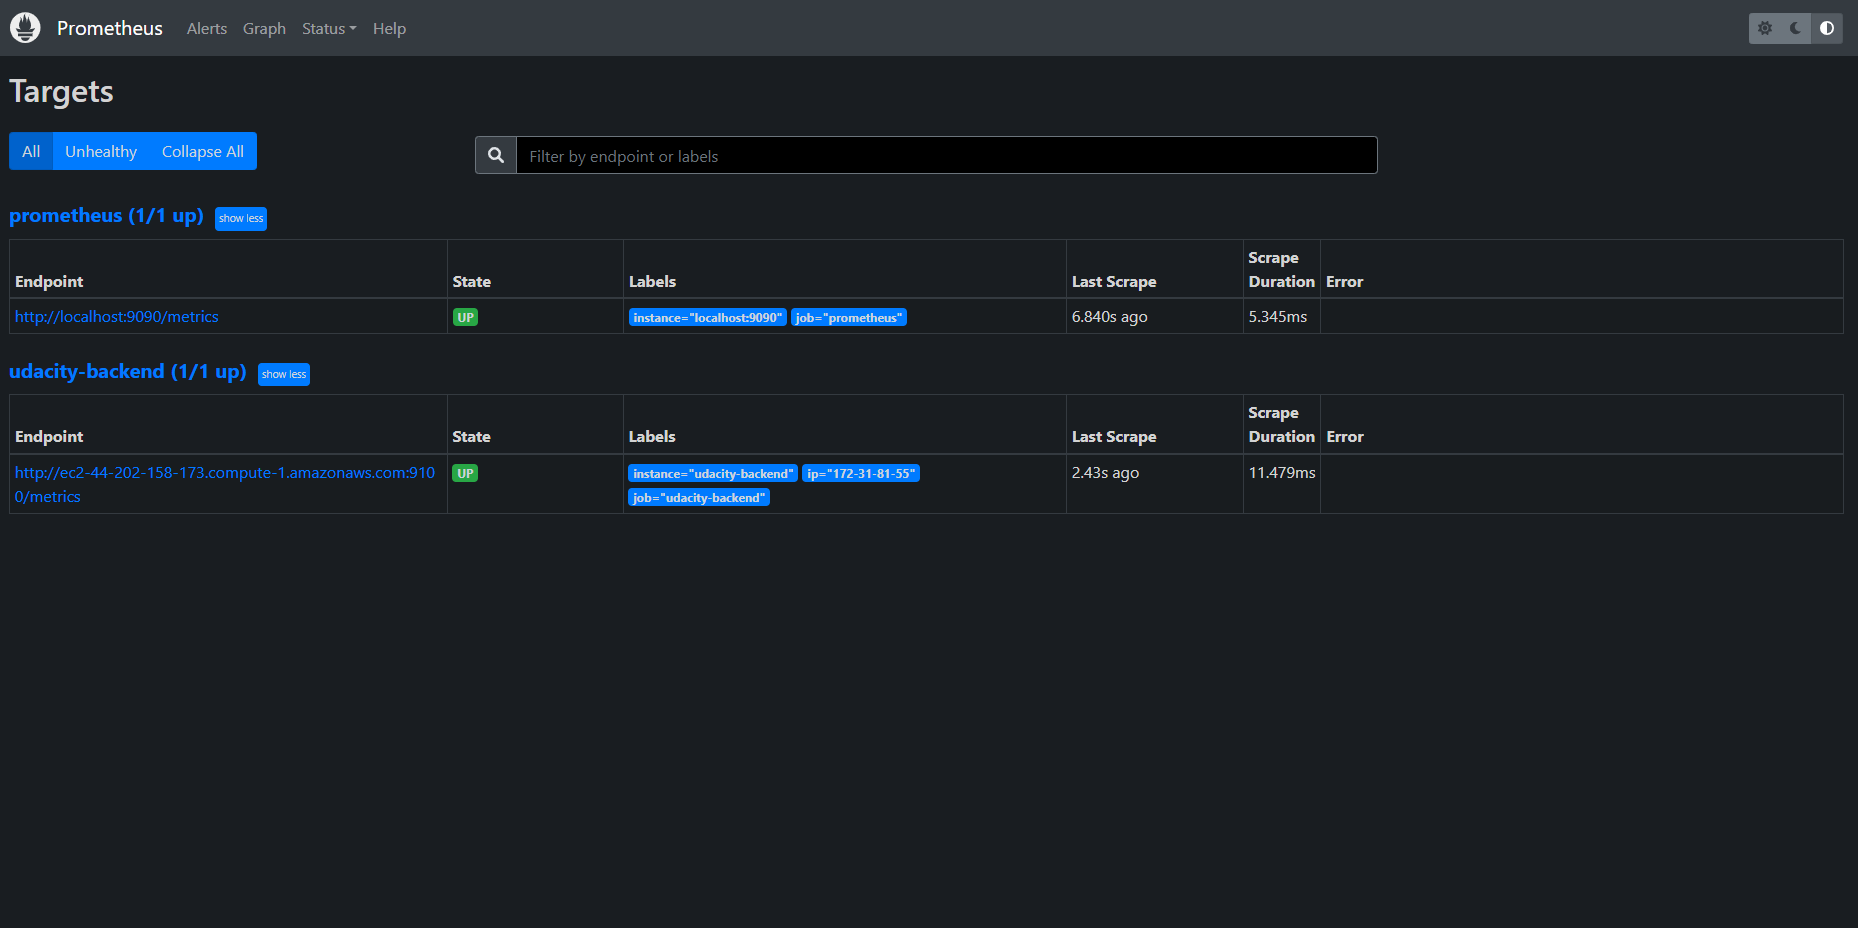 Prometheus Alerts Graph Status Help
Targets
All Unhealthy Collapse All
Filter by endpoint or labels
prometheus (1/1 up) show less
Endpoint State Labels Last Scrape Scrape Duration Error
http://localhost:9090/metrics UP instance="localhost:9090" job="prometheus" 6.840s ago 5.345ms
udacity-backend (1/1 up) show less
Endpoint State Labels Last Scrape Scrape Duration Error
http://ec2-44-202-158-173.compute-1.amazonaws.com:910 UP instance="udacity-backend" ip="172-31-81-55" 2.43s ago 11.479ms
0/metrics job="udacity-backend"